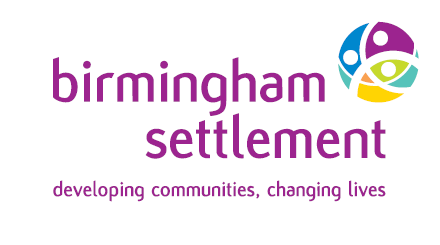 birmingham
settlement
developing communities, changing lives